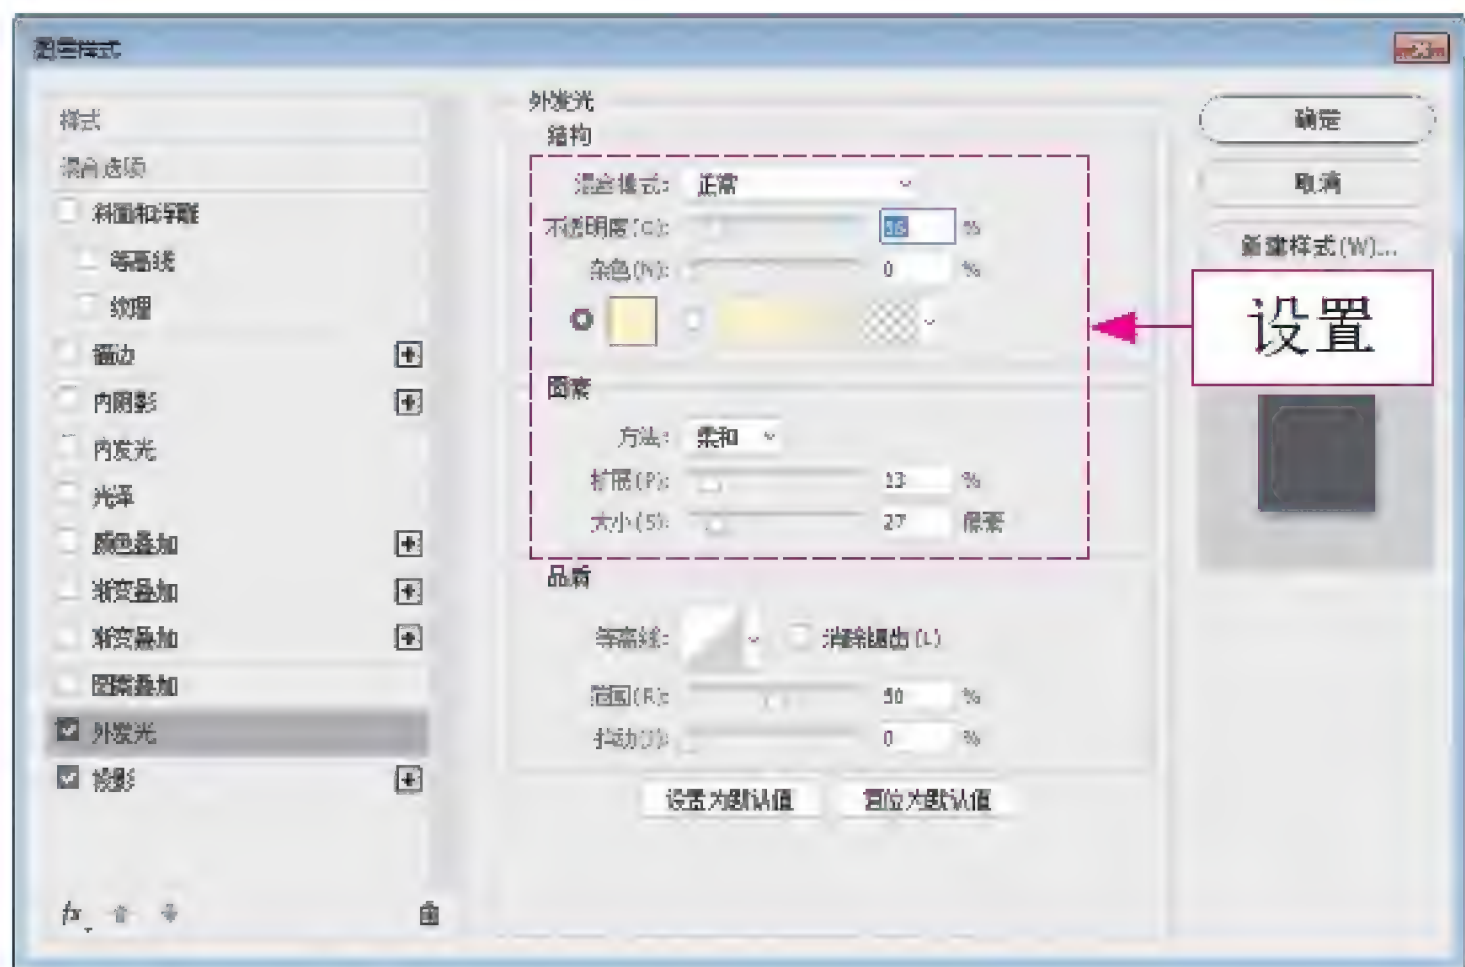 图层样式
样式
混合选项
斜面和浮雕
等高线
纹理
描边
内阴影
内发光
光泽
颜色叠加
渐变叠加
渐变叠加
图案叠加
外发光
投影
fx
外发光
结构
混合模式: 正常
不透明度(O): %
杂色(N): 0 %
图素
方法: 柔和
扩展(P): 13 %
大小(S): 27 像素
品质
等高线: 消除锯齿(L)
范围(R): 50 %
抖动(J): 0 %
设置为默认值 复位为默认值
确定
取消
新建样式(W)...
设置